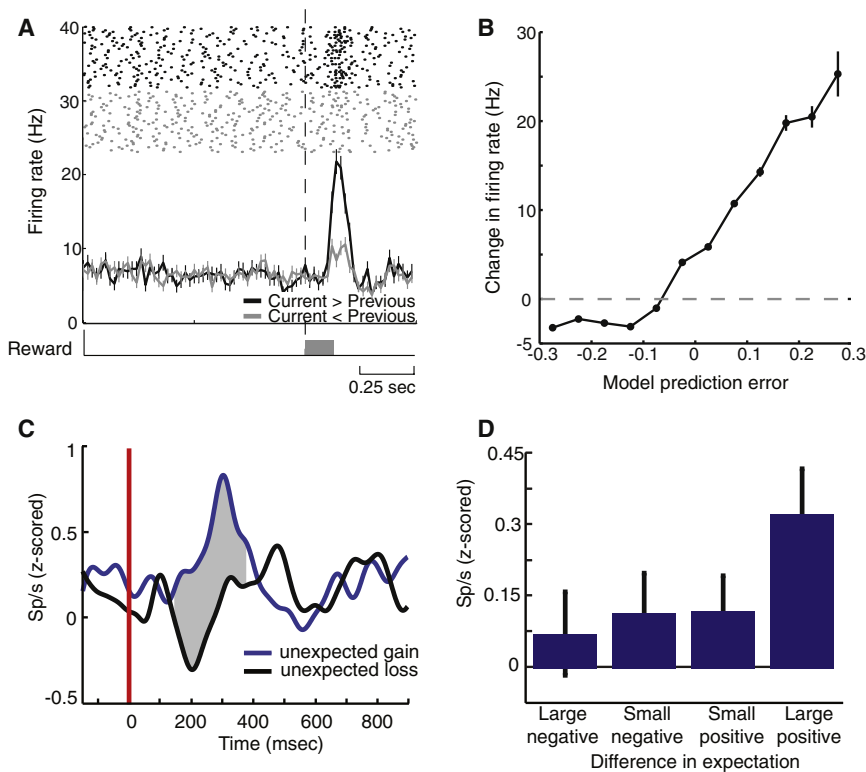 A
Firing rate (Hz)
40
30
20
10
0
Current > Previous
Current < Previous
Reward
0.25 sec
B
Change in firing rate (Hz)
30
20
10
0
-5
-0.3
-0.2
-0.1
0
0.1
0.2
0.3
Model prediction error
C
Sp/s (z-scored)
1
0.5
0
-0.5
unexpected gain
unexpected loss
0
200
400
600
800
Time (msec)
D
Sp/s (z-scored)
0.45
0.3
0.15
0
Large
negative
Small
negative
Small
positive
Large
positive
Difference in expectation